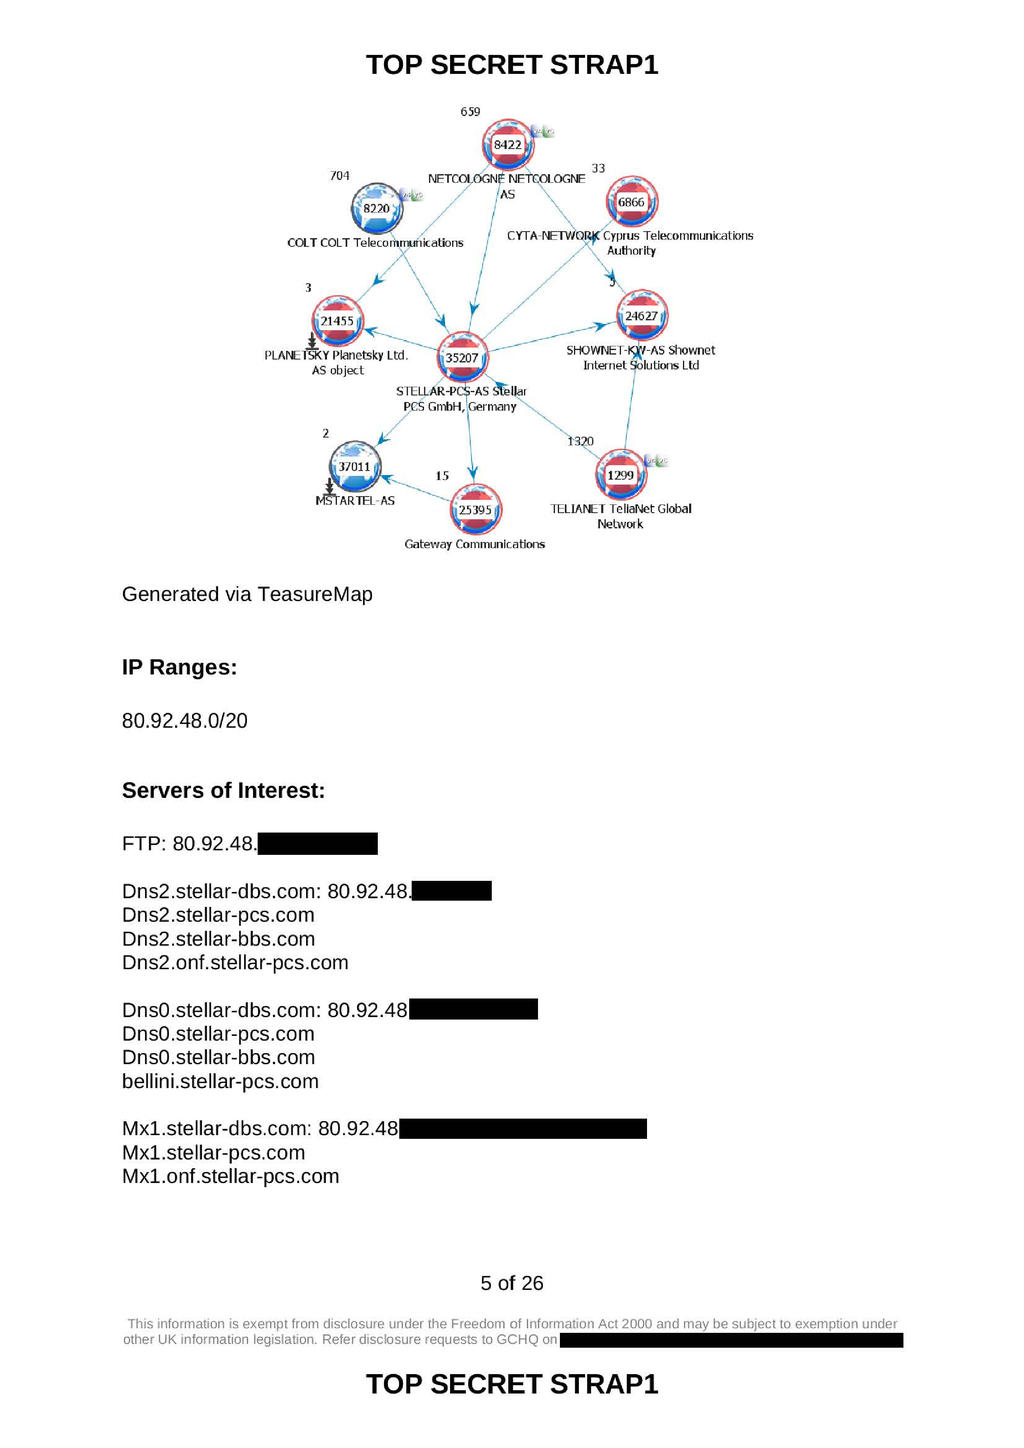 TOP SECRET STRAP1
659
8422
NETCOLOGNE NETCOLOGNE
AS
33
6866
CYTA-NETWORK Cyprus Telecommunications
Authority
704
8220
COLT COLT Telecommunications
3
21455
PLANETSKY Planetsky Ltd.
AS object
35207
STELLAR-PCS-AS Stellar
PCS GmbH, Germany
24627
SHOWNET-KW-AS Shownet
Internet Solutions Ltd
2
37011
MSTARTEL-AS
15
25395
Gateway Communications
1320
1299
TELIANET TeliaNet Global
Network
Generated via TeasureMap
IP Ranges:
80.92.48.0/20
Servers of Interest:
FTP: 80.92.48.
Dns2.stellar-dbs.com: 80.92.48.
Dns2.stellar-pcs.com
Dns2.stellar-bbs.com
Dns2.onf.stellar-pcs.com
Dns0.stellar-dbs.com: 80.92.48
Dns0.stellar-pcs.com
Dns0.stellar-bbs.com
bellini.stellar-pcs.com
Mx1.stellar-dbs.com: 80.92.48
Mx1.stellar-pcs.com
Mx1.onf.stellar-pcs.com
5 of 26
This information is exempt from disclosure under the Freedom of Information Act 2000 and may be subject to exemption under
other UK information legislation. Refer disclosure requests to GCHQ on
TOP SECRET STRAP1